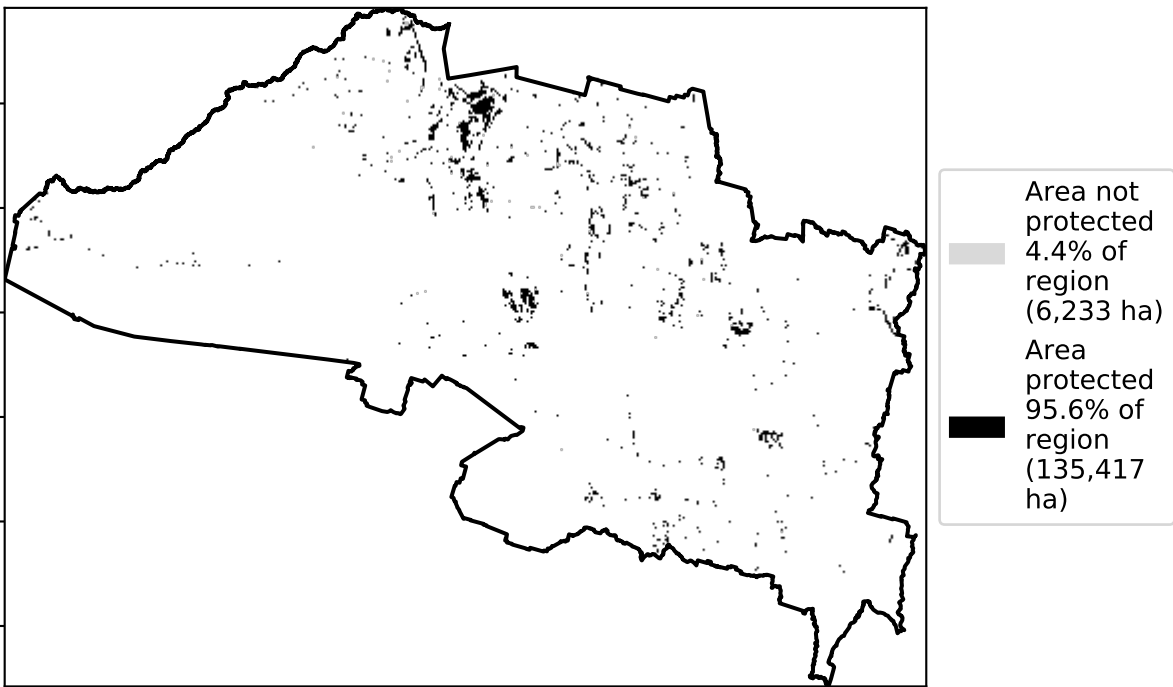 Area not
protected
4.4% of
region
(6,233 ha)
Area
protected
95.6% of
region
(135,417
ha)